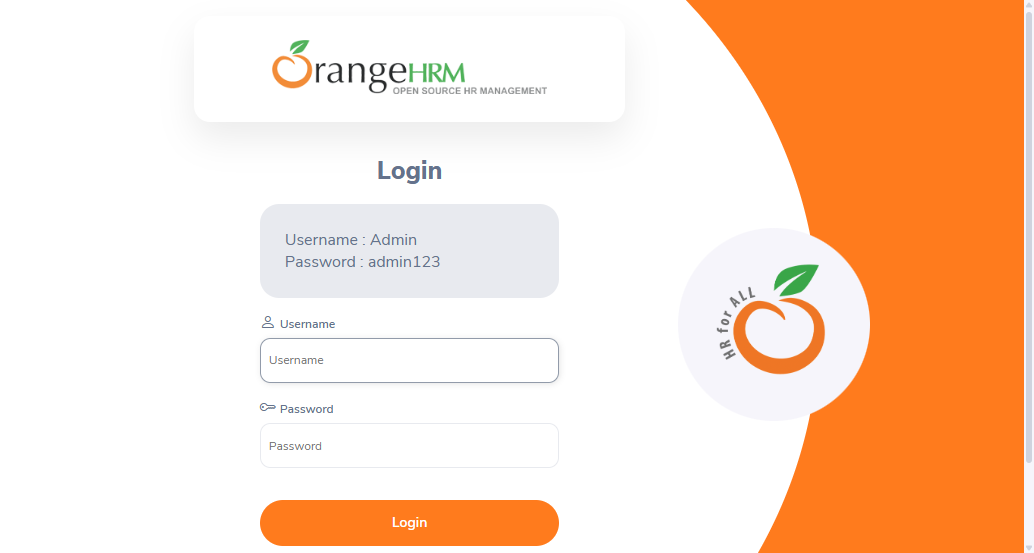 OrangeHRM
OPEN SOURCE HR MANAGEMENT
Login
Username : Admin
Password : admin123
Username
Username
Password
Password
Login
HR for ALL